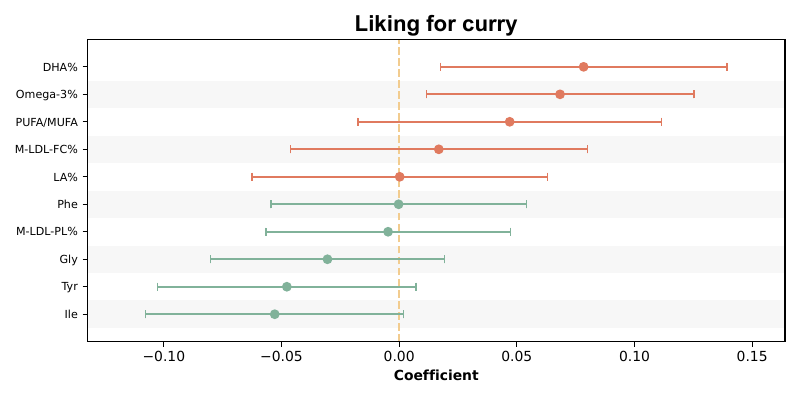 Liking for curry
DHA%
Omega-3%
PUFA/MUFA
M-LDL-FC%
LA%
Phe
M-LDL-PL%
Gly
Tyr
Ile
−0.10 −0.05 0.00 0.05 0.10 0.15
Coefficient